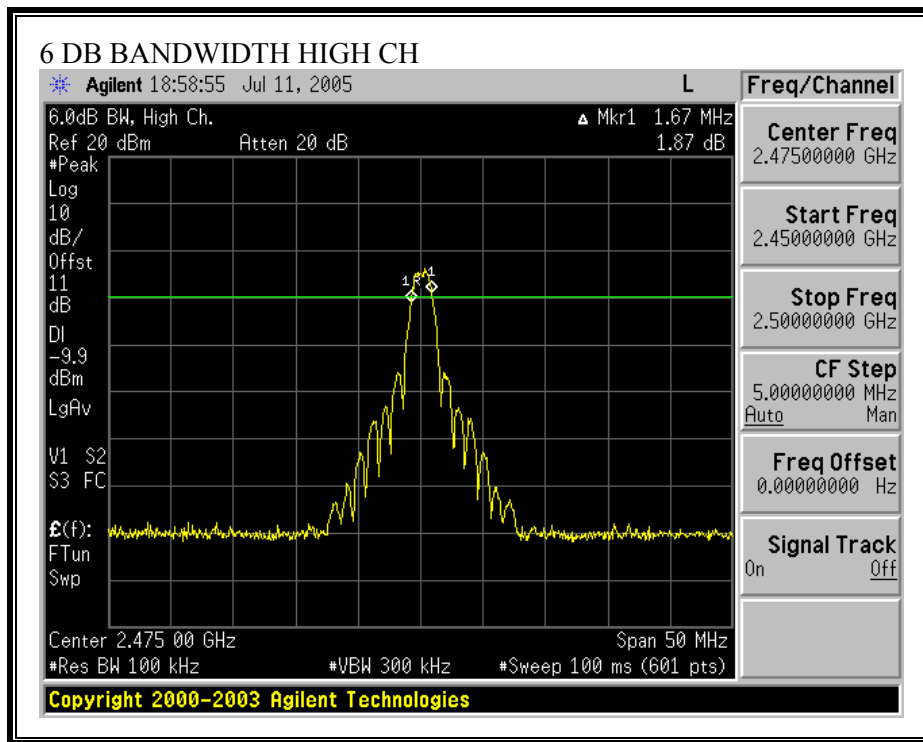 6 DB BANDWIDTH HIGH CH
Agilent 18:58:55 Jul 11, 2005 L
Freq/Channel
6.0dB BW, High Ch. Δ Mkr1 1.67 MHz
Ref 20 dBm Atten 20 dB 1.87 dB
#Peak
Log
10
dB/
Offst
11
dB
DI
-9.9
dBm
LgAv
V1 S2
S3 FC
£(f):
FTun
Swp
1R 1
Center 2.475 00 GHz Span 50 MHz
#Res BW 100 kHz #VBW 300 kHz #Sweep 100 ms (601 pts)
Center Freq
2.47500000 GHz
Start Freq
2.45000000 GHz
Stop Freq
2.50000000 GHz
CF Step
5.00000000 MHz
Auto Man
Freq Offset
0.00000000 Hz
Signal Track
On Off
Copyright 2000-2003 Agilent Technologies